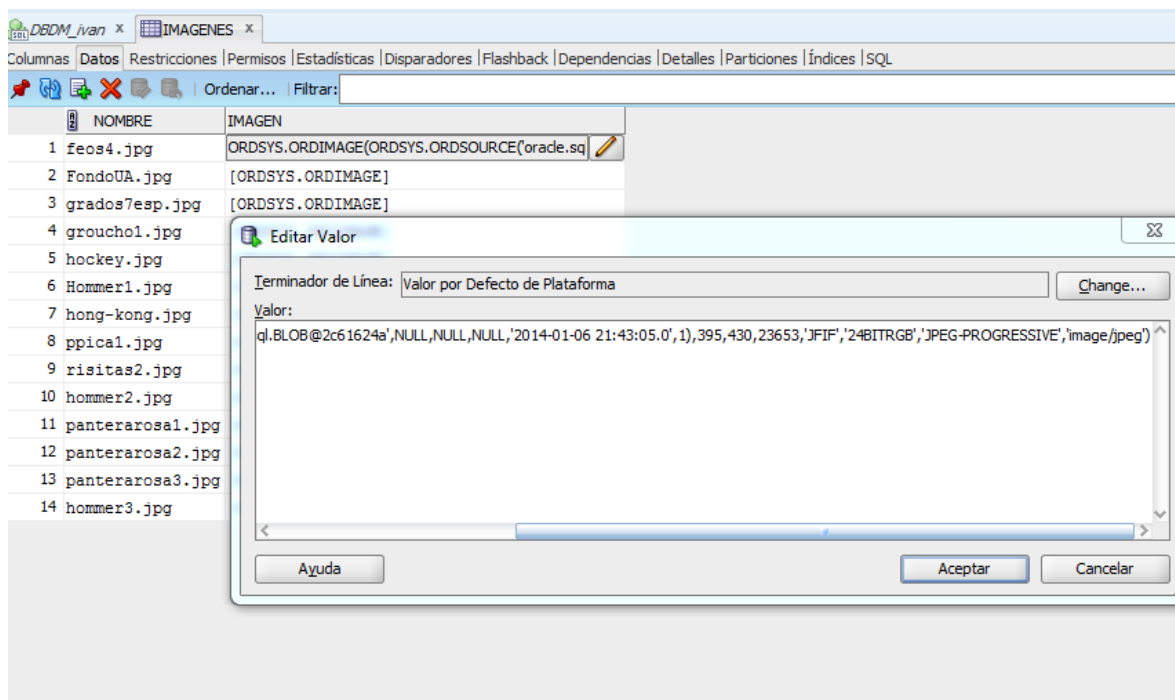 DBDM_ivan x IMAGENES x
Columnas Datos Restricciones |Permisos |Estadísticas |Disparadores |Flashback |Dependencias |Detalles |Particiones |Índices |SQL
Ordenar... Filtrar:
NOMBRE IMAGEN
1 feos4.jpg ORDSYS.ORDIMAGE(ORDSYS.ORDSOURCE('oracle.sq
2 FondoUA.jpg [ORDSYS.ORDIMAGE]
3 grados7esp.jpg [ORDSYS.ORDIMAGE]
4 groucho1.jpg
5 hockey.jpg
6 Hommer1.jpg
7 hong-kong.jpg
8 ppica1.jpg
9 risitas2.jpg
10 hommer2.jpg
11 panterarosa1.jpg
12 panterarosa2.jpg
13 panterarosa3.jpg
14 hommer3.jpg
Editar Valor
Terminador de Línea: Valor por Defecto de Plataforma Change...
Valor:
ql.BLOB@2c61624a',NULL,NULL,NULL,'2014-01-06 21:43:05.0',1),395,430,23653,'JFIF','24BITRGB','JPEG-PROGRESSIVE','image/jpeg')
Ayuda Aceptar Cancelar